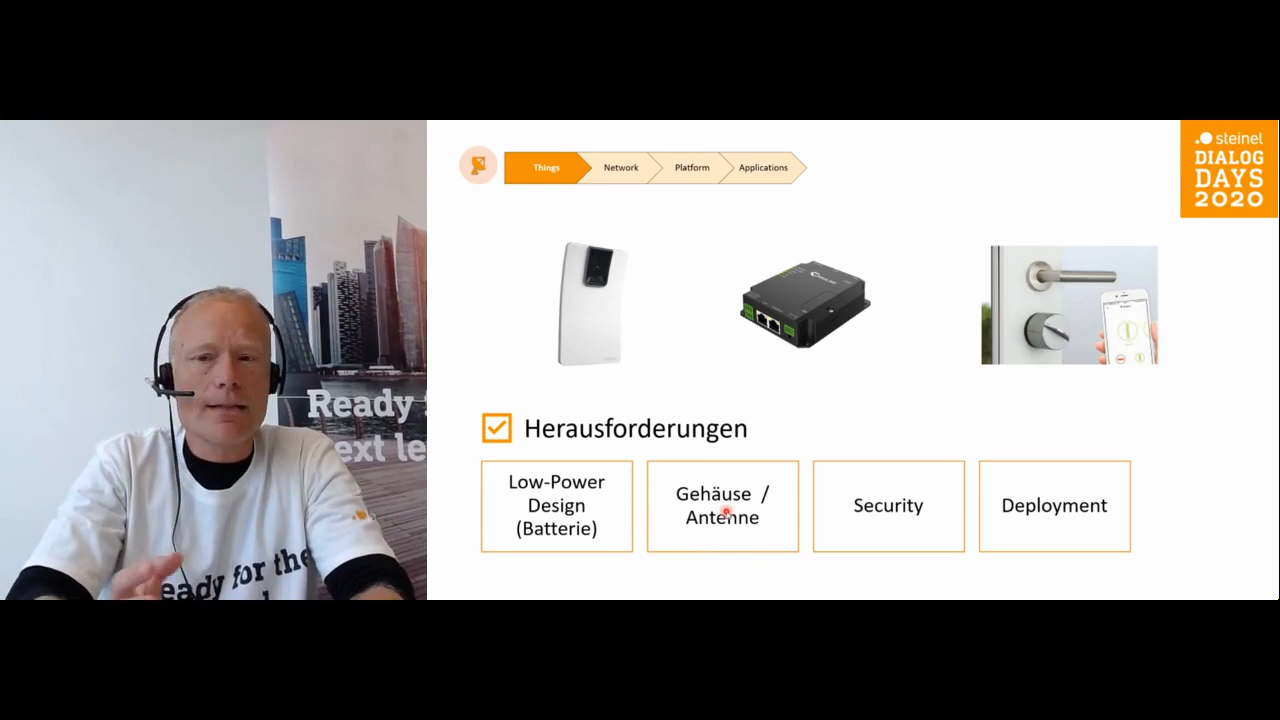 Things
Network
Platform
Applications
steinel
DIALOG
DAYS
2020
Herausforderungen
Low-Power
Design
(Batterie)
Gehäuse /
Antenne
Security
Deployment
Ready
ext le
eady for the